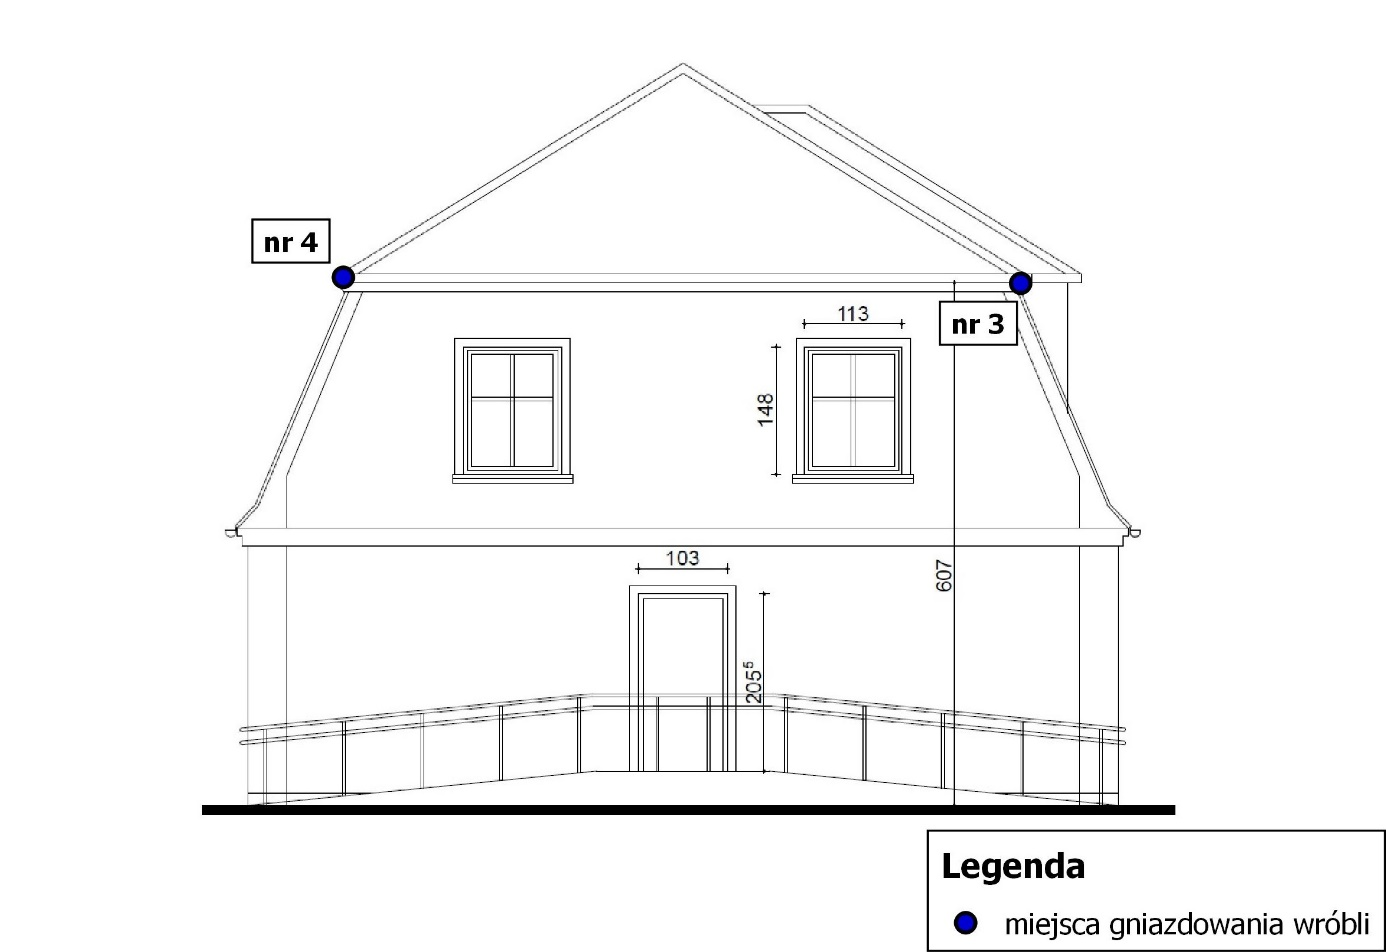 nr 4
nr 3
113
148
103
607
205⁵
Legenda
miejsca gniazdowania wróbli